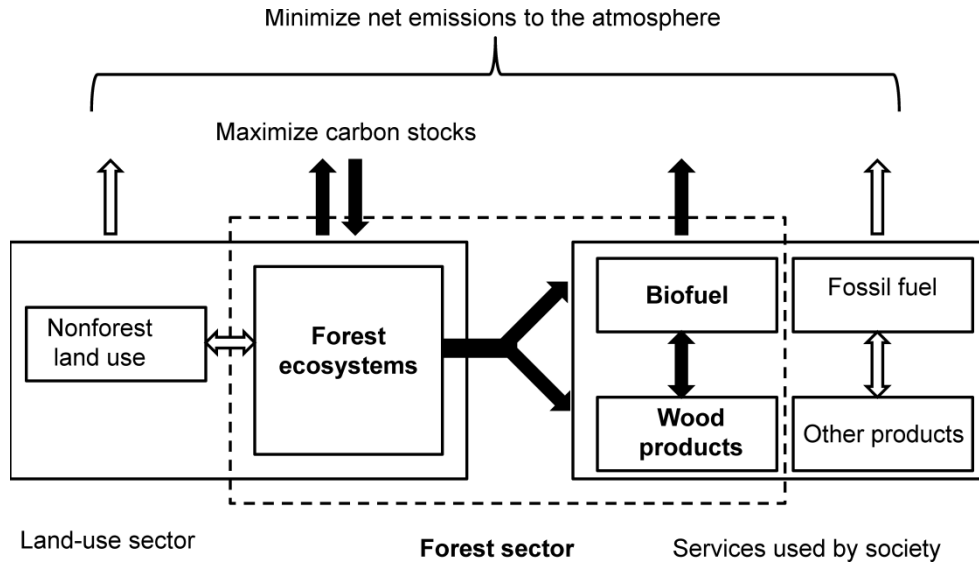 Minimize net emissions to the atmosphere
Maximize carbon stocks
Nonforest
land use
Forest
ecosystems
Biofuel
Fossil fuel
Wood
products
Other products
Land-use sector
Forest sector
Services used by society